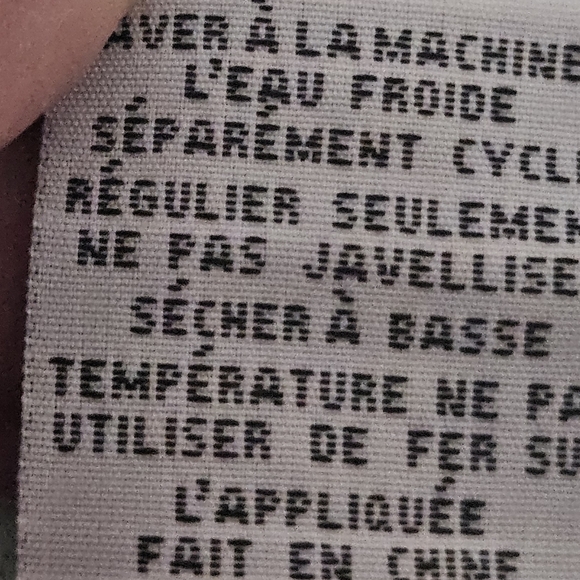 AVER À LA MACHINE
L'EAU FROIDE
SÉPARÉMENT CYCL
RÉGULIER SEULEMEN
NE PAS JAVELLISE
SÉCHER À BASSE
TEMPÉRATURE NE PA
UTILISER DE FER SU
L'APPLIQUÉE
FAIT EN CHINE